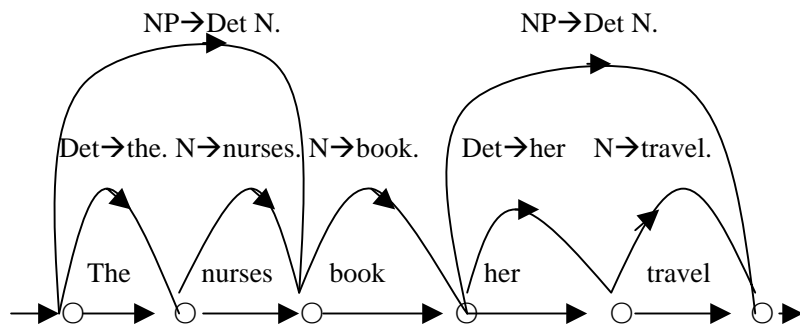 NP→Det N. NP→Det N.
Det→the. N→nurses. N→book. Det→her N→travel.
The nurses book her travel